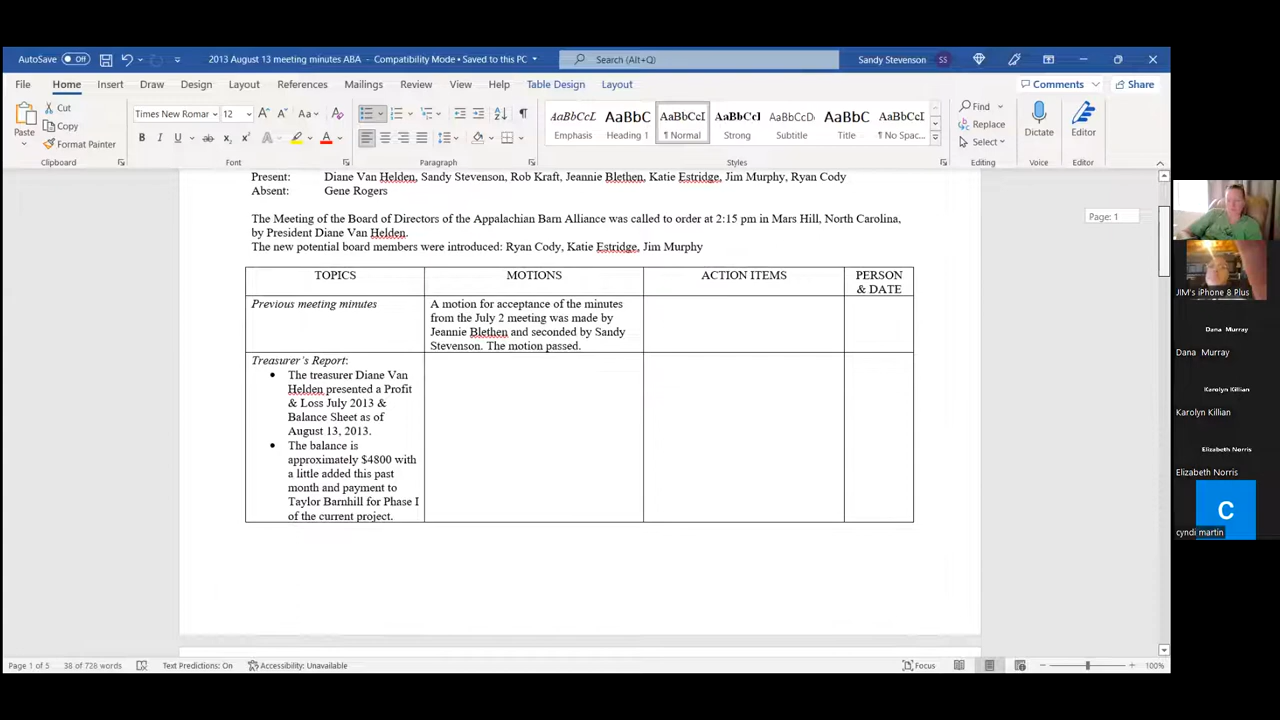 AutoSave Off 2013 August 13 meeting minutes ABA - Compatibility Mode • Saved to this PC Search (Alt+Q) Sandy Stevenson SS
File Home Insert Draw Design Layout References Mailings Review View Help Table Design Layout Comments Share
Cut
Copy
Format Painter
Paste
Clipboard
Times New Roman 12
Font
Paragraph
AaBbCcI AaBbC AaBbCcI AaBbCcI AaBbCcD AaBbC AaBbCcI
Emphasis Heading 1 ¶ Normal Strong Subtitle Title ¶ No Spac...
Styles
Find
Replace
Select
Editing
Dictate
Voice
Editor
Editor
Page: 1
Present: Diane Van Helden, Sandy Stevenson, Rob Kraft, Jeannie Blethen, Katie Estridge, Jim Murphy, Ryan Cody
Absent: Gene Rogers
The Meeting of the Board of Directors of the Appalachian Barn Alliance was called to order at 2:15 pm in Mars Hill, North Carolina,
by President Diane Van Helden.
The new potential board members were introduced: Ryan Cody, Katie Estridge, Jim Murphy
TOPICS MOTIONS ACTION ITEMS PERSON
& DATE
Previous meeting minutes
A motion for acceptance of the minutes
from the July 2 meeting was made by
Jeannie Blethen and seconded by Sandy
Stevenson. The motion passed.
Treasurer's Report:
• The treasurer Diane Van
Helden presented a Profit
& Loss July 2013 &
Balance Sheet as of
August 13, 2013.
• The balance is
approximately $4800 with
a little added this past
month and payment to
Taylor Barnhill for Phase I
of the current project.
Page 1 of 5 38 of 728 words Text Predictions: On Accessibility: Unavailable Focus 100%
JIM's iPhone 8 Plus
Dana Murray
Dana Murray
Karolyn Killian
Karolyn Killian
Elizabeth Norris
Elizabeth Norris
C
cyndi martin